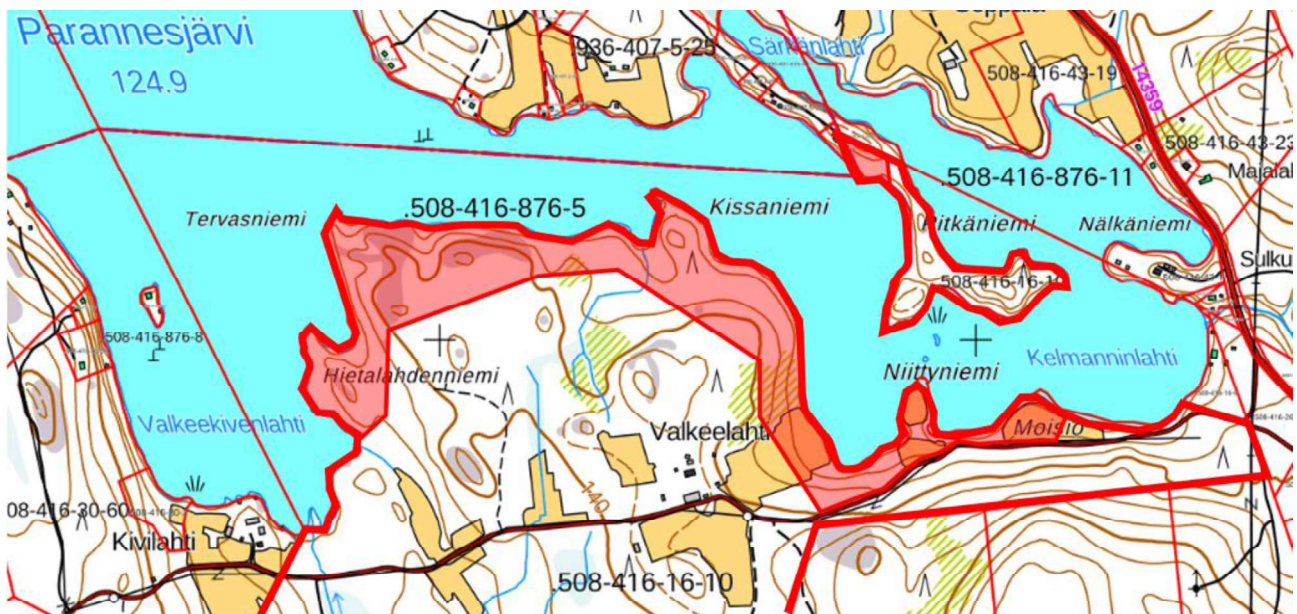 Parannesjärvi
124.9
936-407-5-25
Särkänlahti
508-416-43-19
14359
508-416-43-23
.508-416-876-11
Tervasniemi
.508-416-876-5
Kissaniemi
Pitkäniemi
Nälkäniemi
Sulku
508-416-876-8
Hietalahdenniemi
Niittyniemi
Kelmanninlahti
Valkeekivenlahti
Valkeelahti
Moisio
140
08-416-30-60
Kivilahti
508-416-16-10
Z